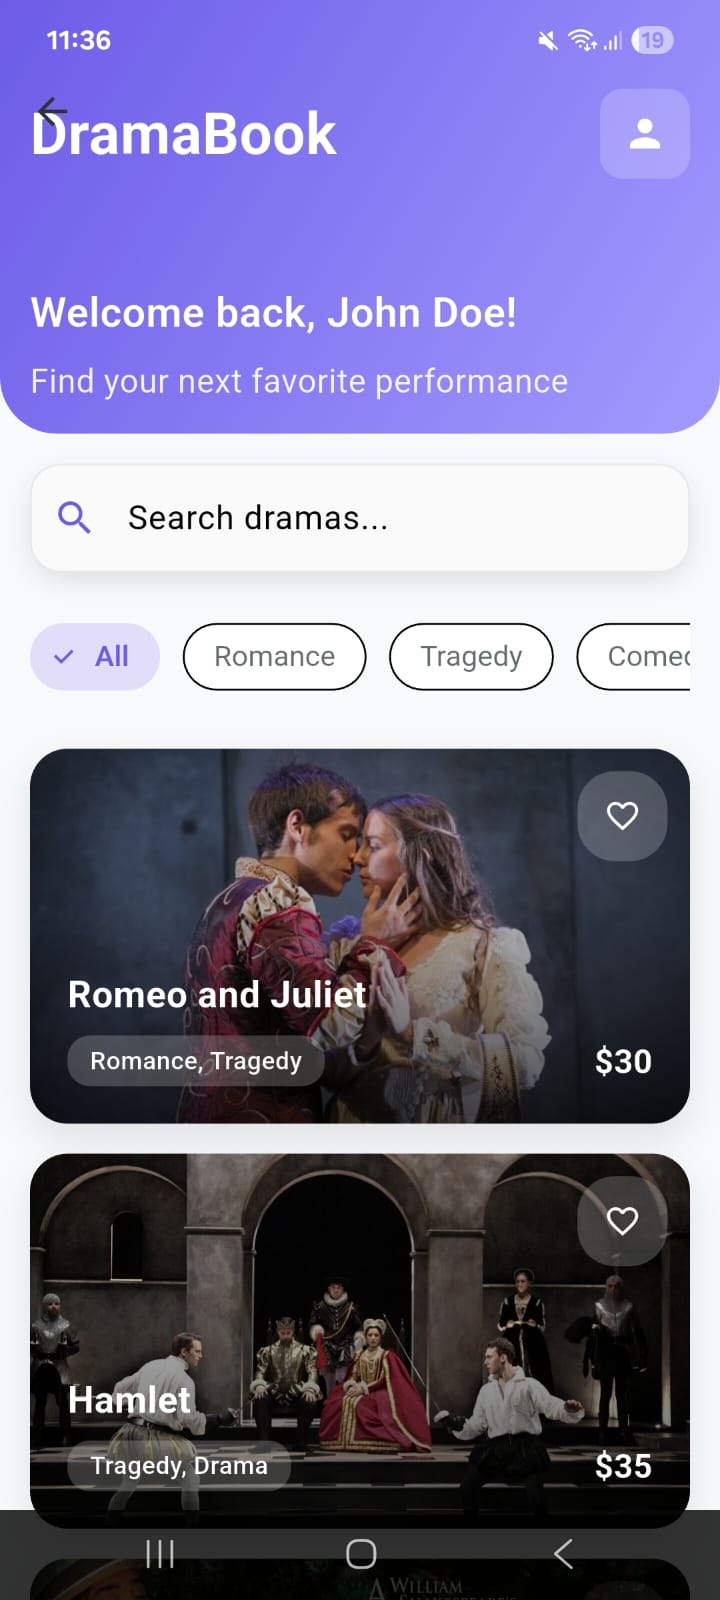 11:36
19
DramaBook
Welcome back, John Doe!
Find your next favorite performance
Search dramas...
All Romance Tragedy Comed
Romeo and Juliet
Romance, Tragedy $30
Hamlet
Tragedy, Drama $35
A WILLIAM
SHAKESPEARE'S